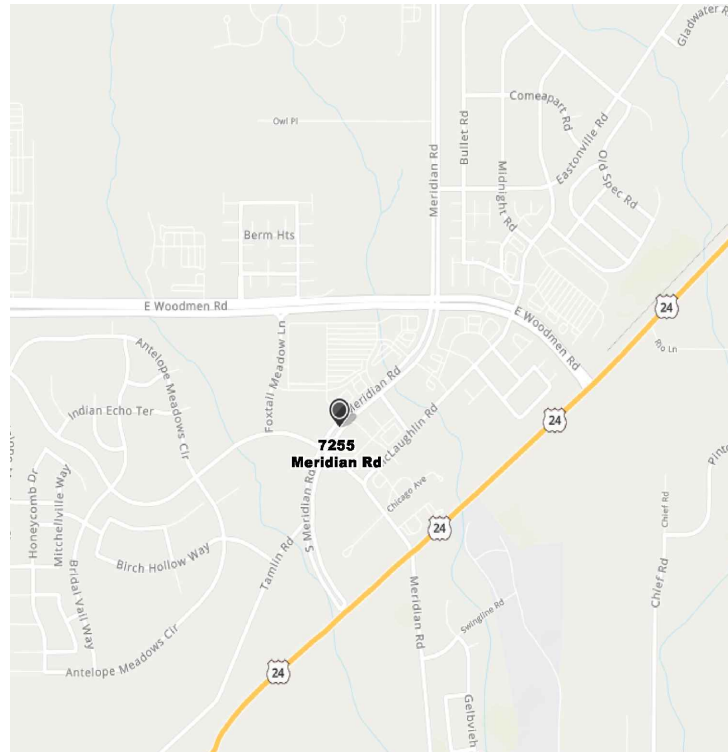 Gladwater Rd
Comeapart Rd
Owl Pl
Bullet Rd
Eastonville Rd
Meridian Rd
Midnight Rd
Old Spec Rd
Berm Hts
E Woodmen Rd
24
E Woodmen Rd
Ro Ln
Antelope Meadows Cir
Foxtail Meadow Ln
Meridian Rd
Indian Echo Ter
24
McLaughlin Rd
7255
Meridian Rd
Honeycomb Dr
Mitchellville Way
S Meridian Rd
Chicago Ave
Chief Rd
24
Birch Hollow Way
Tamlin Rd
Bridal Vail Way
Meridian Rd
Swingline Rd
Chief Rd
Antelope Meadows Cir
24
Gelbvieh